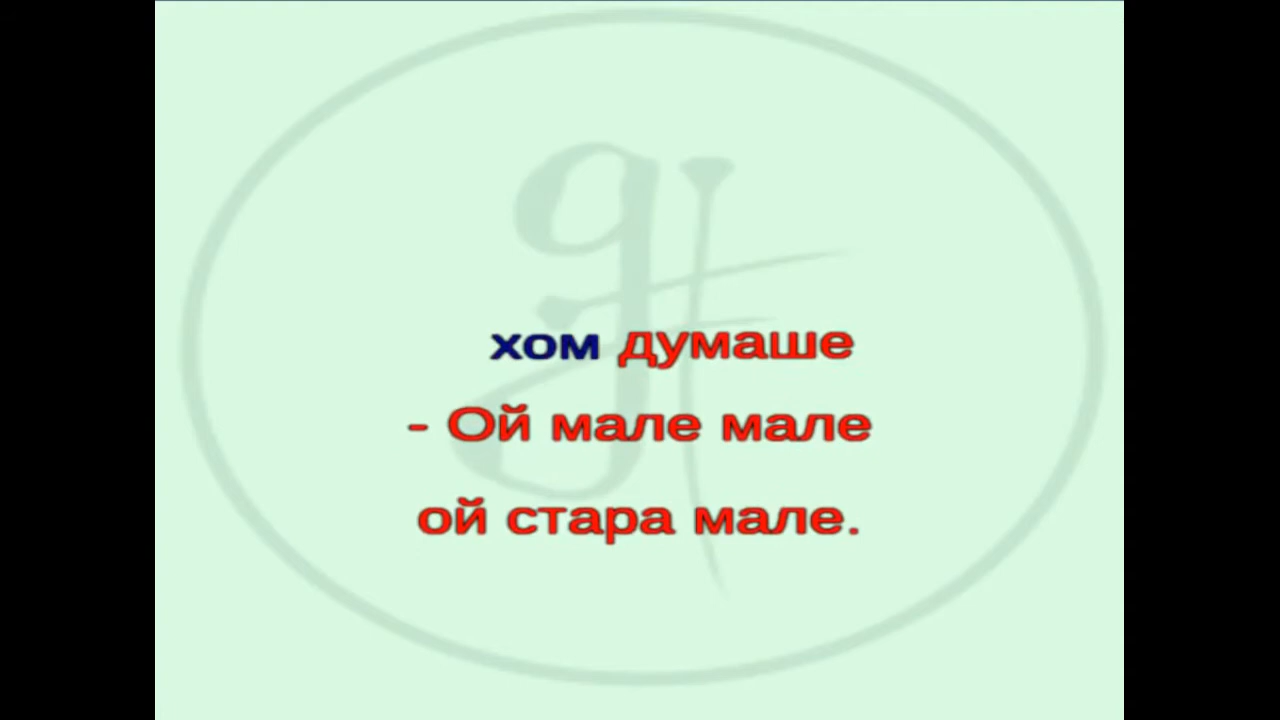 хом думаше
- Ой мале мале
ой стара мале.